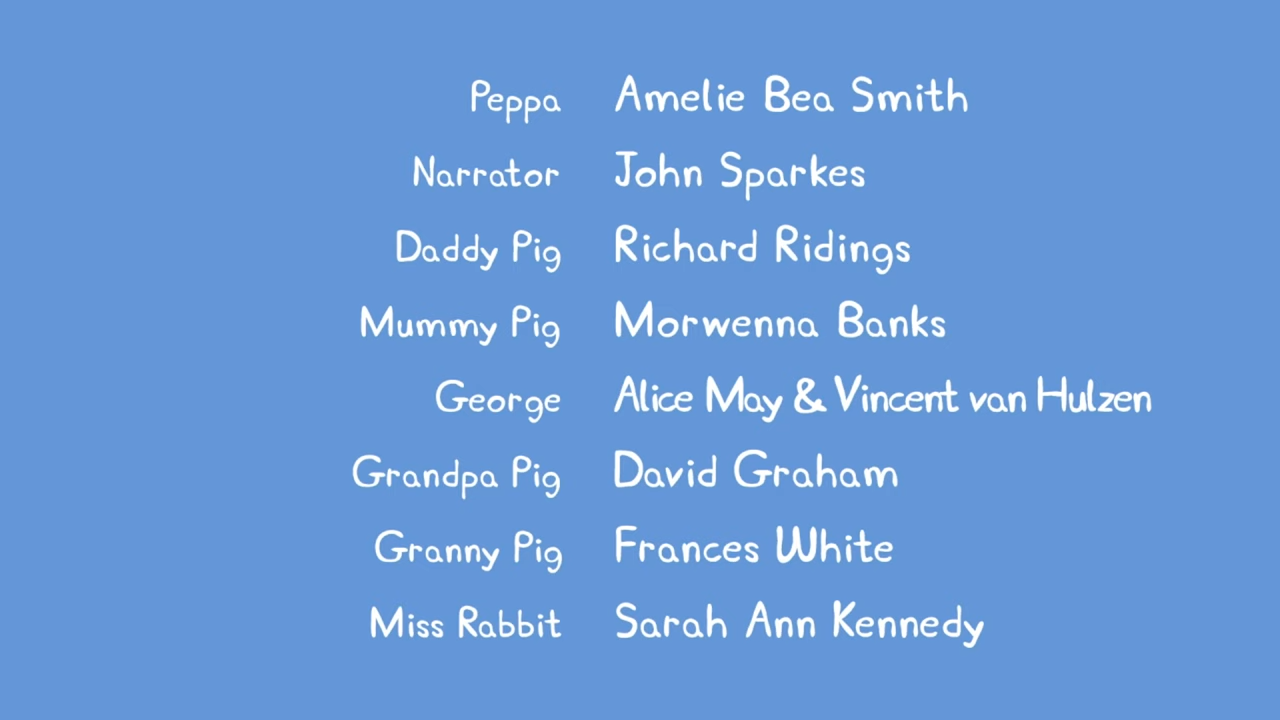 Peppa Amelie Bea Smith
Narrator John Sparkes
Daddy Pig Richard Ridings
Mummy Pig Morwenna Banks
George Alice May & Vincent van Hulzen
Grandpa Pig David Graham
Granny Pig Frances White
Miss Rabbit Sarah Ann Kennedy